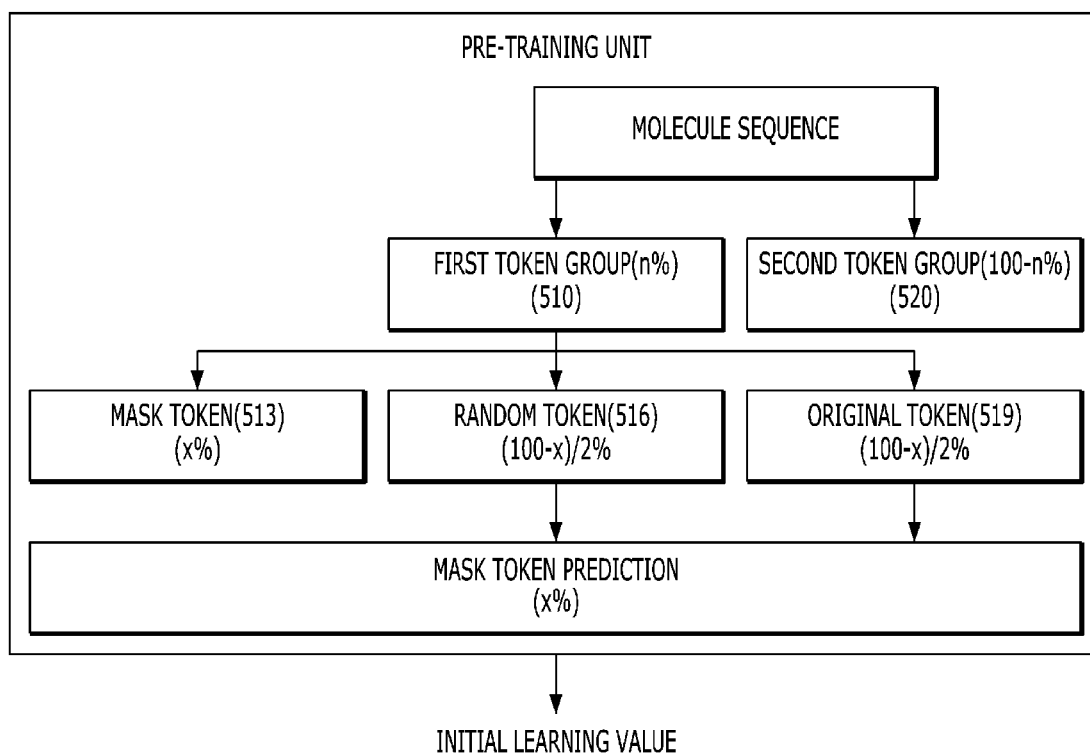 PRE-TRAINING UNIT
MOLECULE SEQUENCE
FIRST TOKEN GROUP(n%)
(510)
SECOND TOKEN GROUP(100-n%)
(520)
MASK TOKEN(513)
(x%)
RANDOM TOKEN(516)
(100-x)/2%
ORIGINAL TOKEN(519)
(100-x)/2%
MASK TOKEN PREDICTION
(x%)
INITIAL LEARNING VALUE